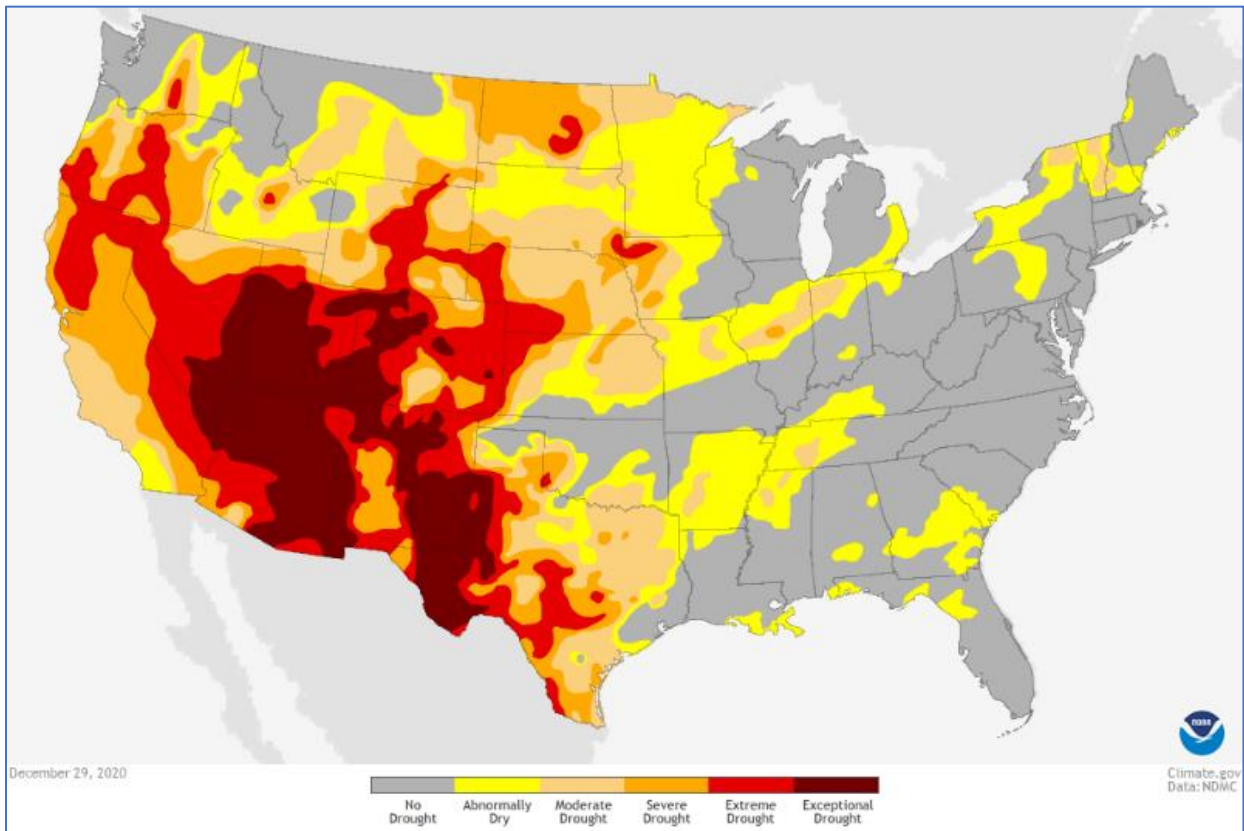 December 29, 2020
noaa
Climate.gov
Data: NDMC
No Drought
Abnormally Dry
Moderate Drought
Severe Drought
Extreme Drought
Exceptional Drought